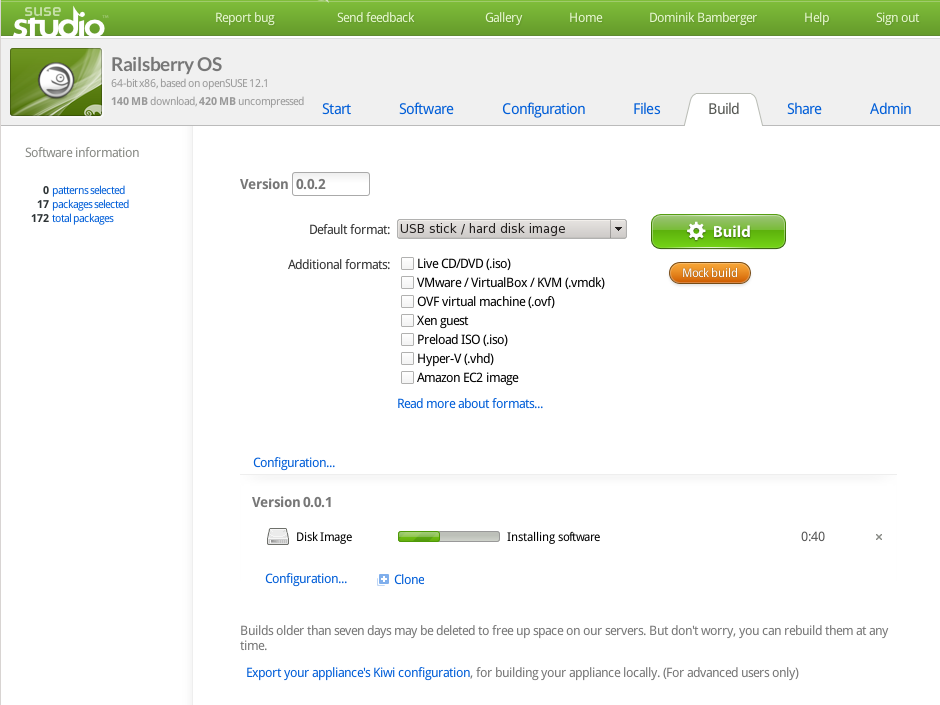 suse studio
Report bug Send feedback Gallery Home Dominik Bamberger Help Sign out
Railsberry OS
64-bit x86, based on openSUSE 12.1
140 MB download, 420 MB uncompressed
Start Software Configuration Files Build Share Admin
Software information
0 patterns selected
17 packages selected
172 total packages
Version 0.0.2
Default format: USB stick / hard disk image
Build
Additional formats: Live CD/DVD (.iso)
Mock build
VMware / VirtualBox / KVM (.vmdk)
OVF virtual machine (.ovf)
Xen guest
Preload ISO (.iso)
Hyper-V (.vhd)
Amazon EC2 image
Read more about formats...
Configuration...
Version 0.0.1
Disk Image Installing software 0:40 ×
Configuration... Clone
Builds older than seven days may be deleted to free up space on our servers. But don't worry, you can rebuild them at any
time.
Export your appliance's Kiwi configuration, for building your appliance locally. (For advanced users only)